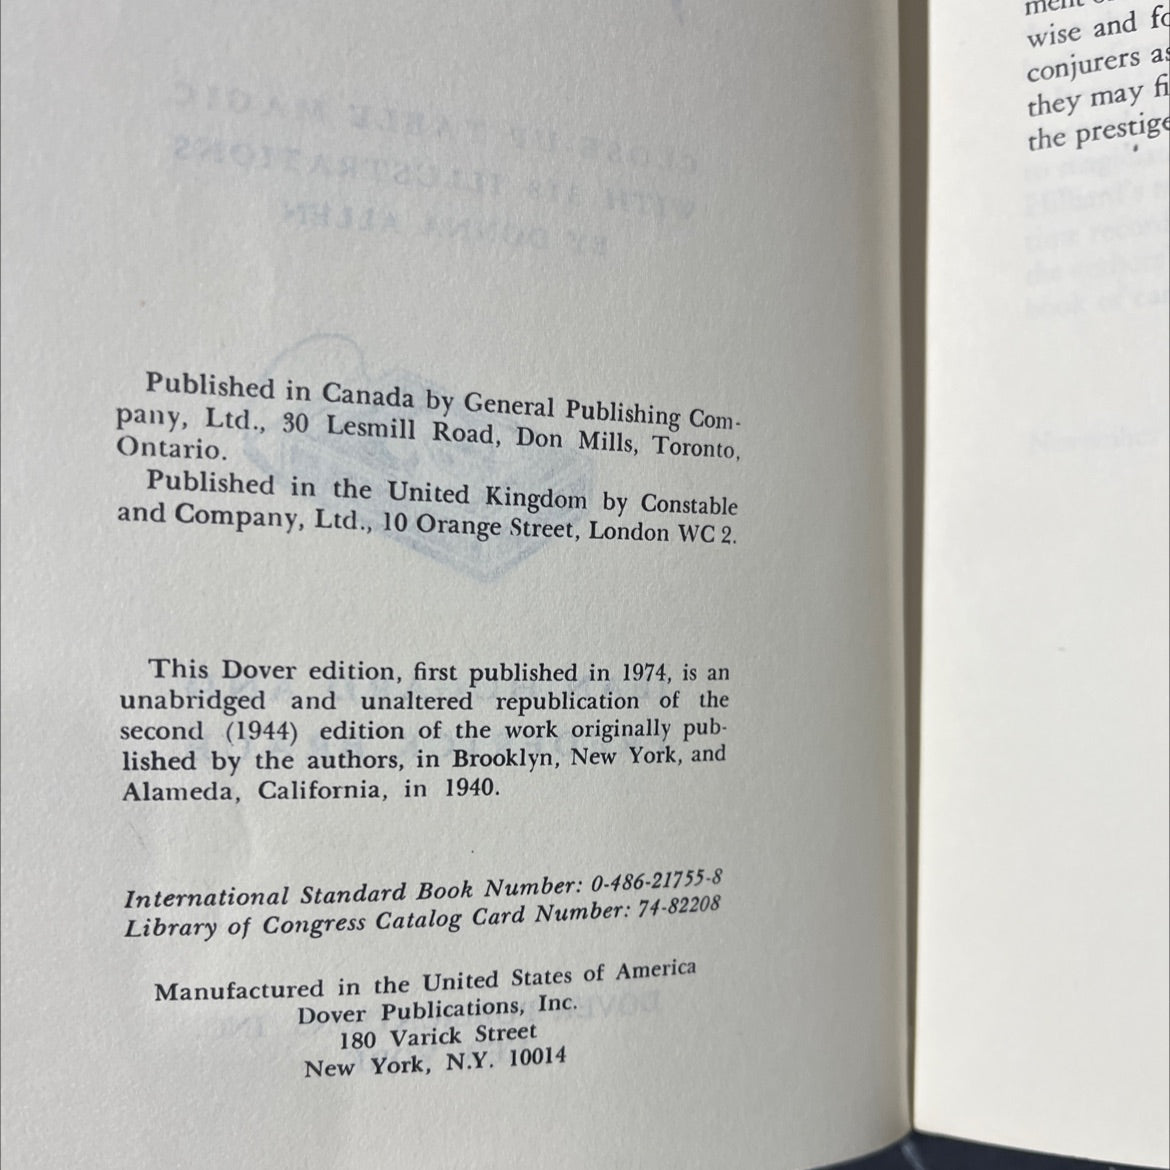 Published in Canada by General Publishing Com-
pany, Ltd., 30 Lesmill Road, Don Mills, Toronto,
Ontario.
Published in the United Kingdom by Constable
and Company, Ltd., 10 Orange Street, London WC 2.
This Dover edition, first published in 1974, is an
unabridged and unaltered republication of the
second (1944) edition of the work originally pub-
lished by the authors, in Brooklyn, New York, and
Alameda, California, in 1940.
International Standard Book Number: 0-486-21755-8
Library of Congress Catalog Card Number: 74-82208
Manufactured in the United States of America
Dover Publications, Inc.
180 Varick Street
New York, N.Y. 10014
wise and
conjurers
they may
the prestige